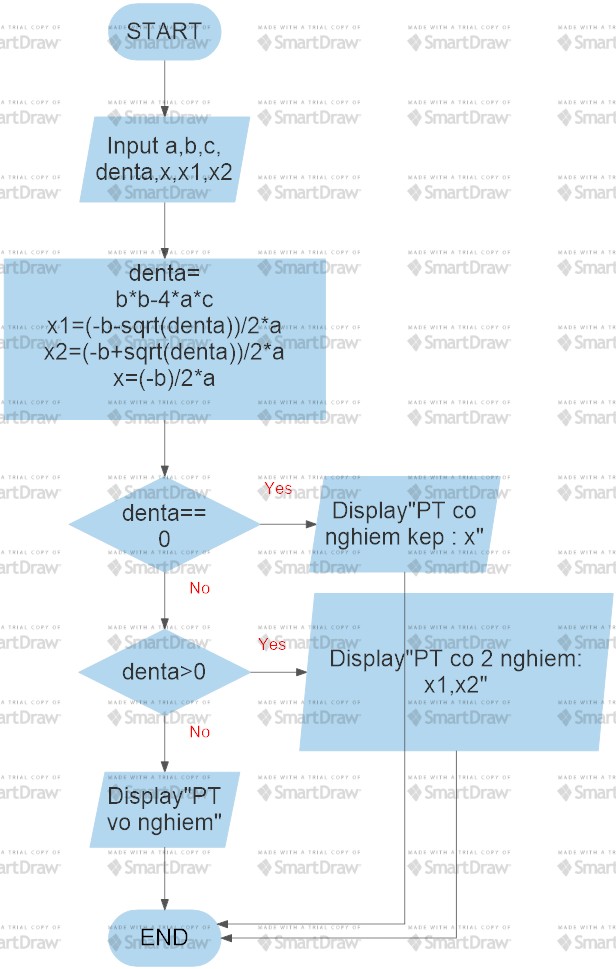 START
Input a,b,c,
denta,x,x1,x2
denta=
b*b-4*a*c
x1=(-b-sqrt(denta))/2*a
x2=(-b+sqrt(denta))/2*a
x=(-b)/2*a
denta==
0
Yes
Display"PT co
nghiem kep : x"
No
denta>0
Yes
Display"PT co 2 nghiem:
x1,x2"
No
Display"PT
vo nghiem"
END
MADE WITH A TRIAL COPY OF
SmartDraw